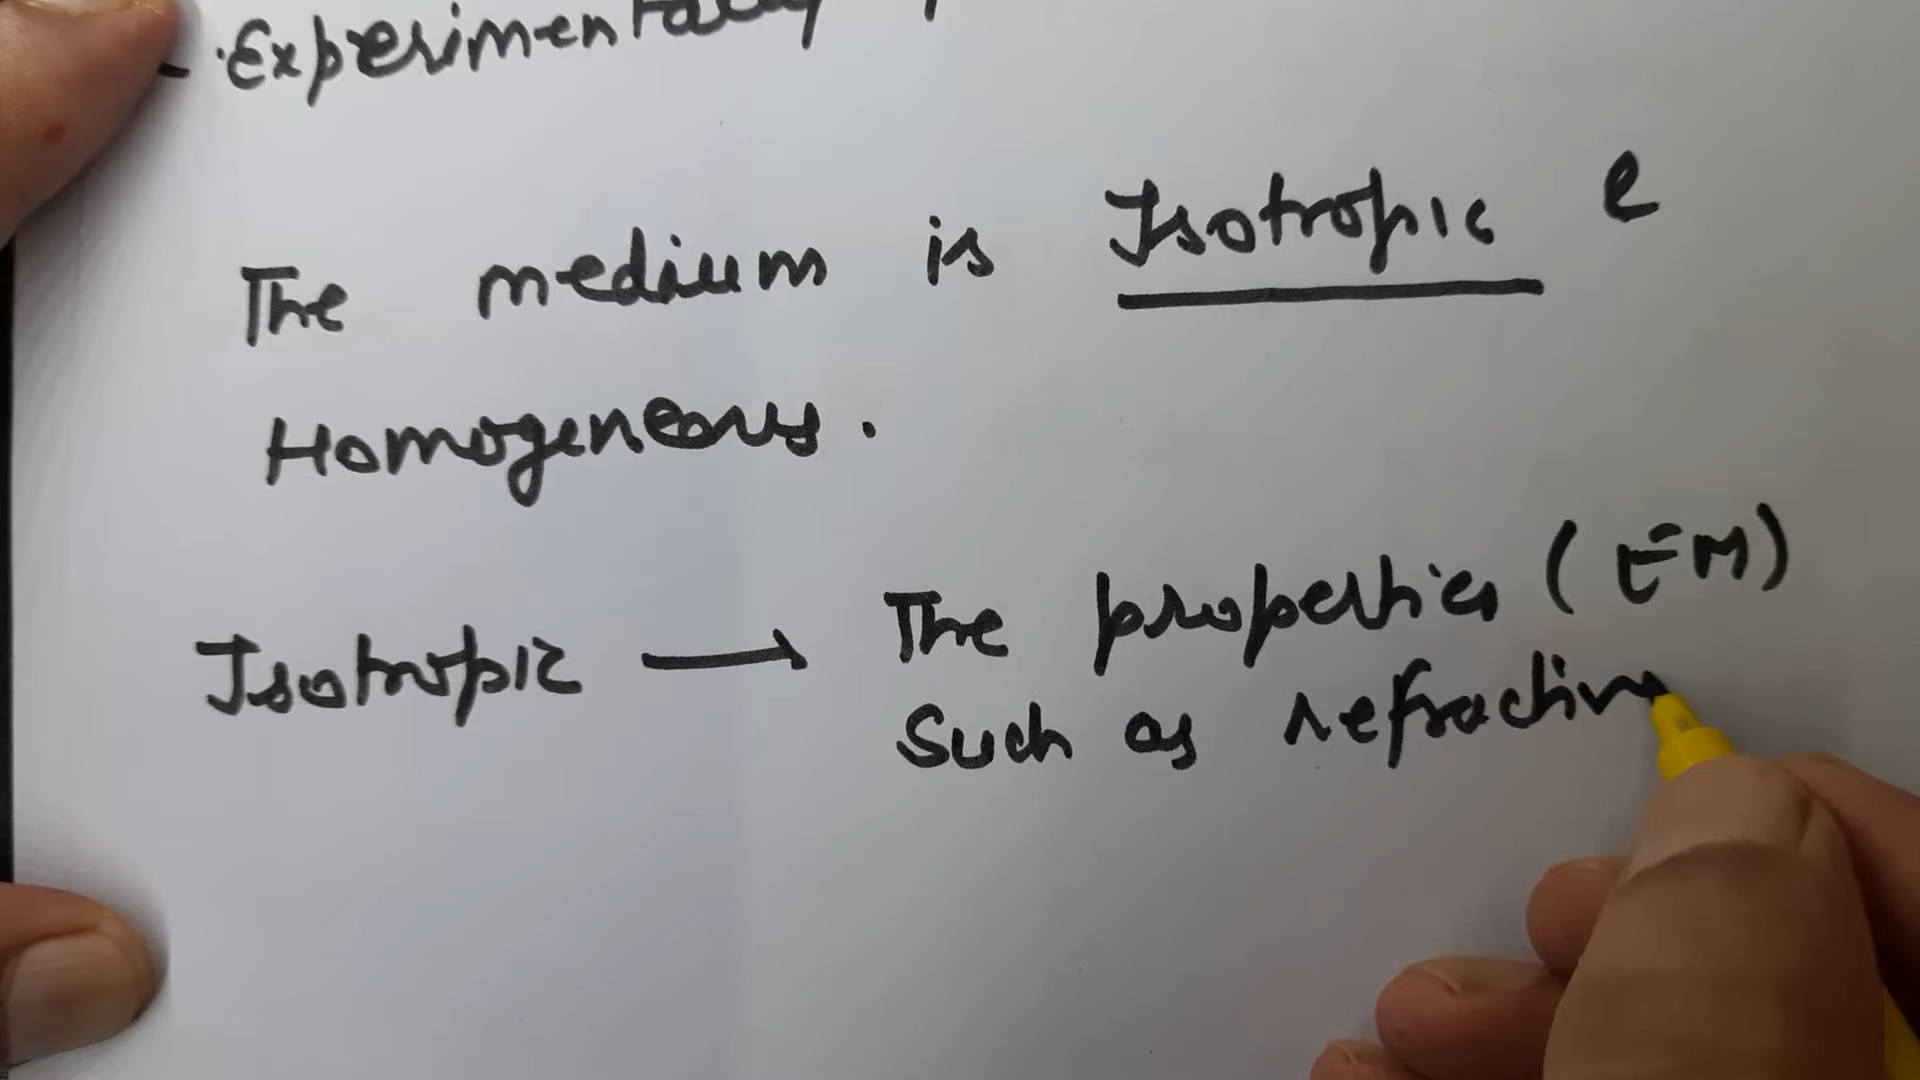 - Experimentally
The medium is Isotropic &
Homogeneous.
Isotropic → The properties (EM)
Such as refractive